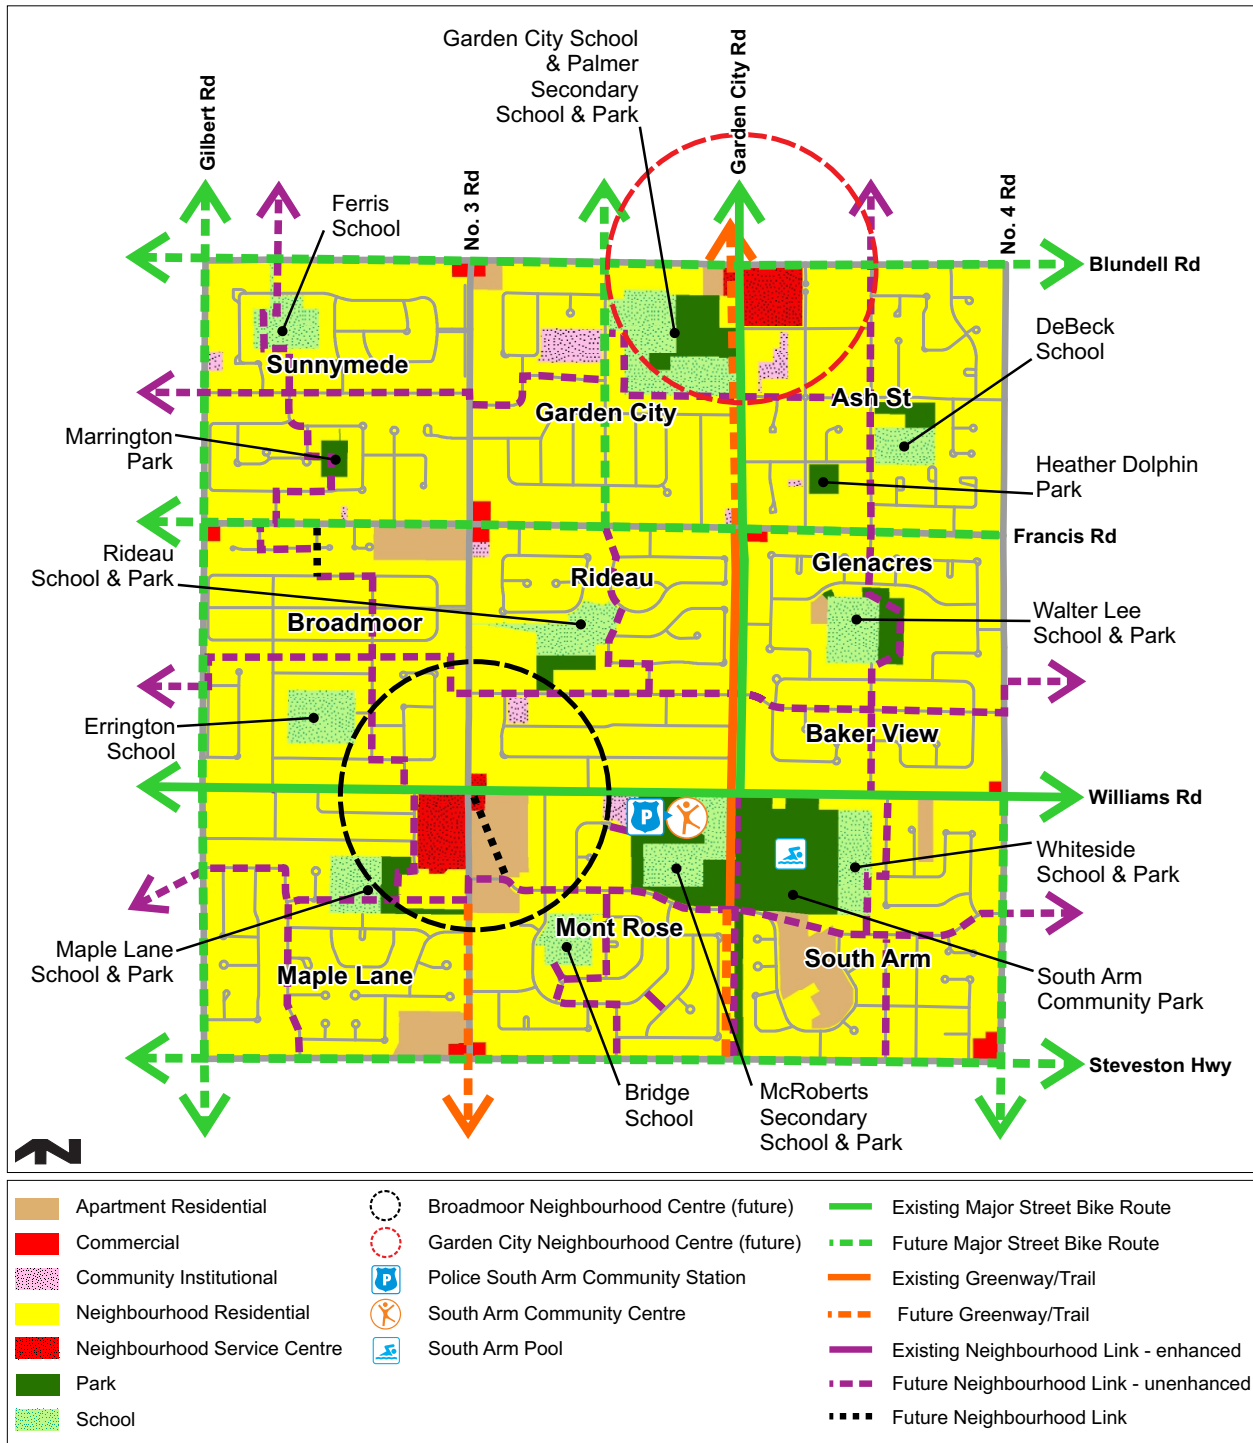 Garden City School
& Palmer
Secondary
School & Park
Garden City Rd
Gilbert Rd
No. 3 Rd
No. 4 Rd
Ferris
School
Blundell Rd
DeBeck
School
Sunnymede
Garden City
Ash St
Marrington
Park
Heather Dolphin
Park
Francis Rd
Rideau
School & Park
Rideau
Glenacres
Broadmoor
Walter Lee
School & Park
Errington
School
Baker View
Williams Rd
P
Whiteside
School & Park
Maple Lane
School & Park
Mont Rose
Maple Lane
South Arm
South Arm
Community Park
Steveston Hwy
Bridge
School
McRoberts
Secondary
School & Park
N
Apartment Residential
Commercial
Community Institutional
Neighbourhood Residential
Neighbourhood Service Centre
Park
School
Broadmoor Neighbourhood Centre (future)
Garden City Neighbourhood Centre (future)
P
Police South Arm Community Station
South Arm Community Centre
South Arm Pool
Existing Major Street Bike Route
Future Major Street Bike Route
Existing Greenway/Trail
Future Greenway/Trail
Existing Neighbourhood Link - enhanced
Future Neighbourhood Link - unenhanced
Future Neighbourhood Link